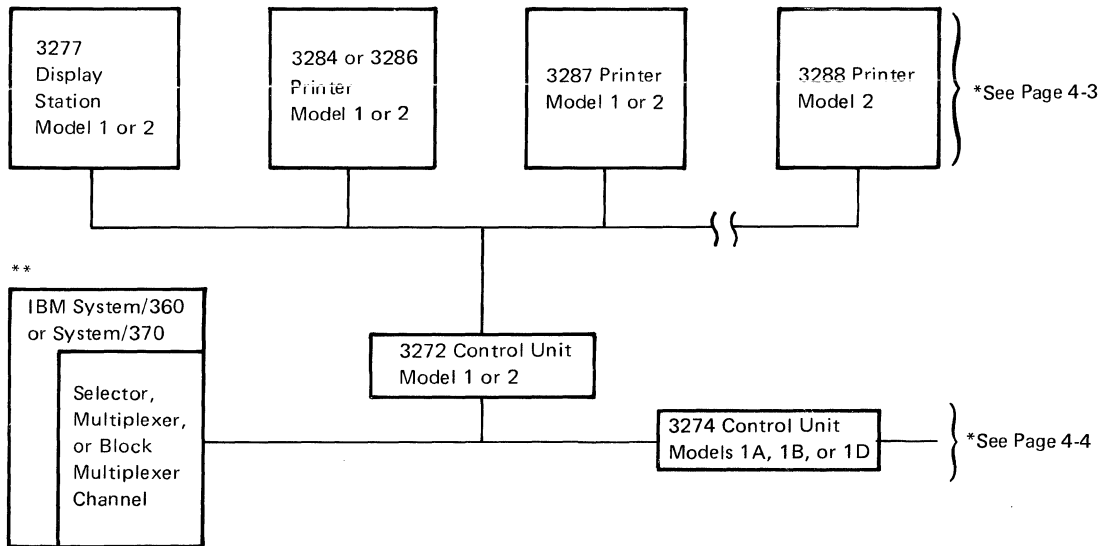 3277
Display
Station
Model 1 or 2
3284 or 3286
Printer
Model 1 or 2
3287 Printer
Model 1 or 2
3288 Printer
Model 2
*See Page 4-3
**
IBM System/360
or System/370
Selector,
Multiplexer,
or Block
Multiplexer
Channel
3272 Control Unit
Model 1 or 2
3274 Control Unit
Models 1A, 1B, or 1D
*See Page 4-4